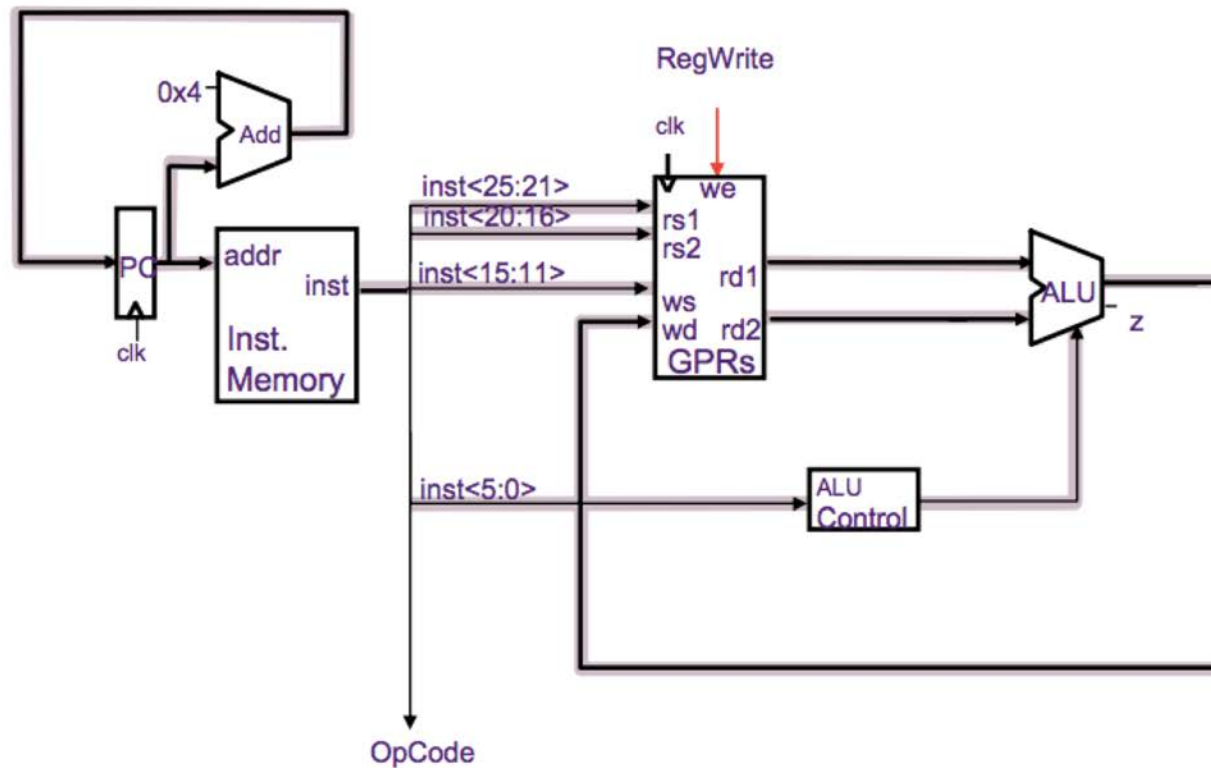 RegWrite
0x4
Add
clk
inst<25:21>
we
inst<20:16>
rs1
rs2
PC
addr
inst<15:11>
rd1
inst
ws
ALU
wd
rd2
z
clk
Inst.
Memory
GPRs
inst<5:0>
ALU
Control
OpCode